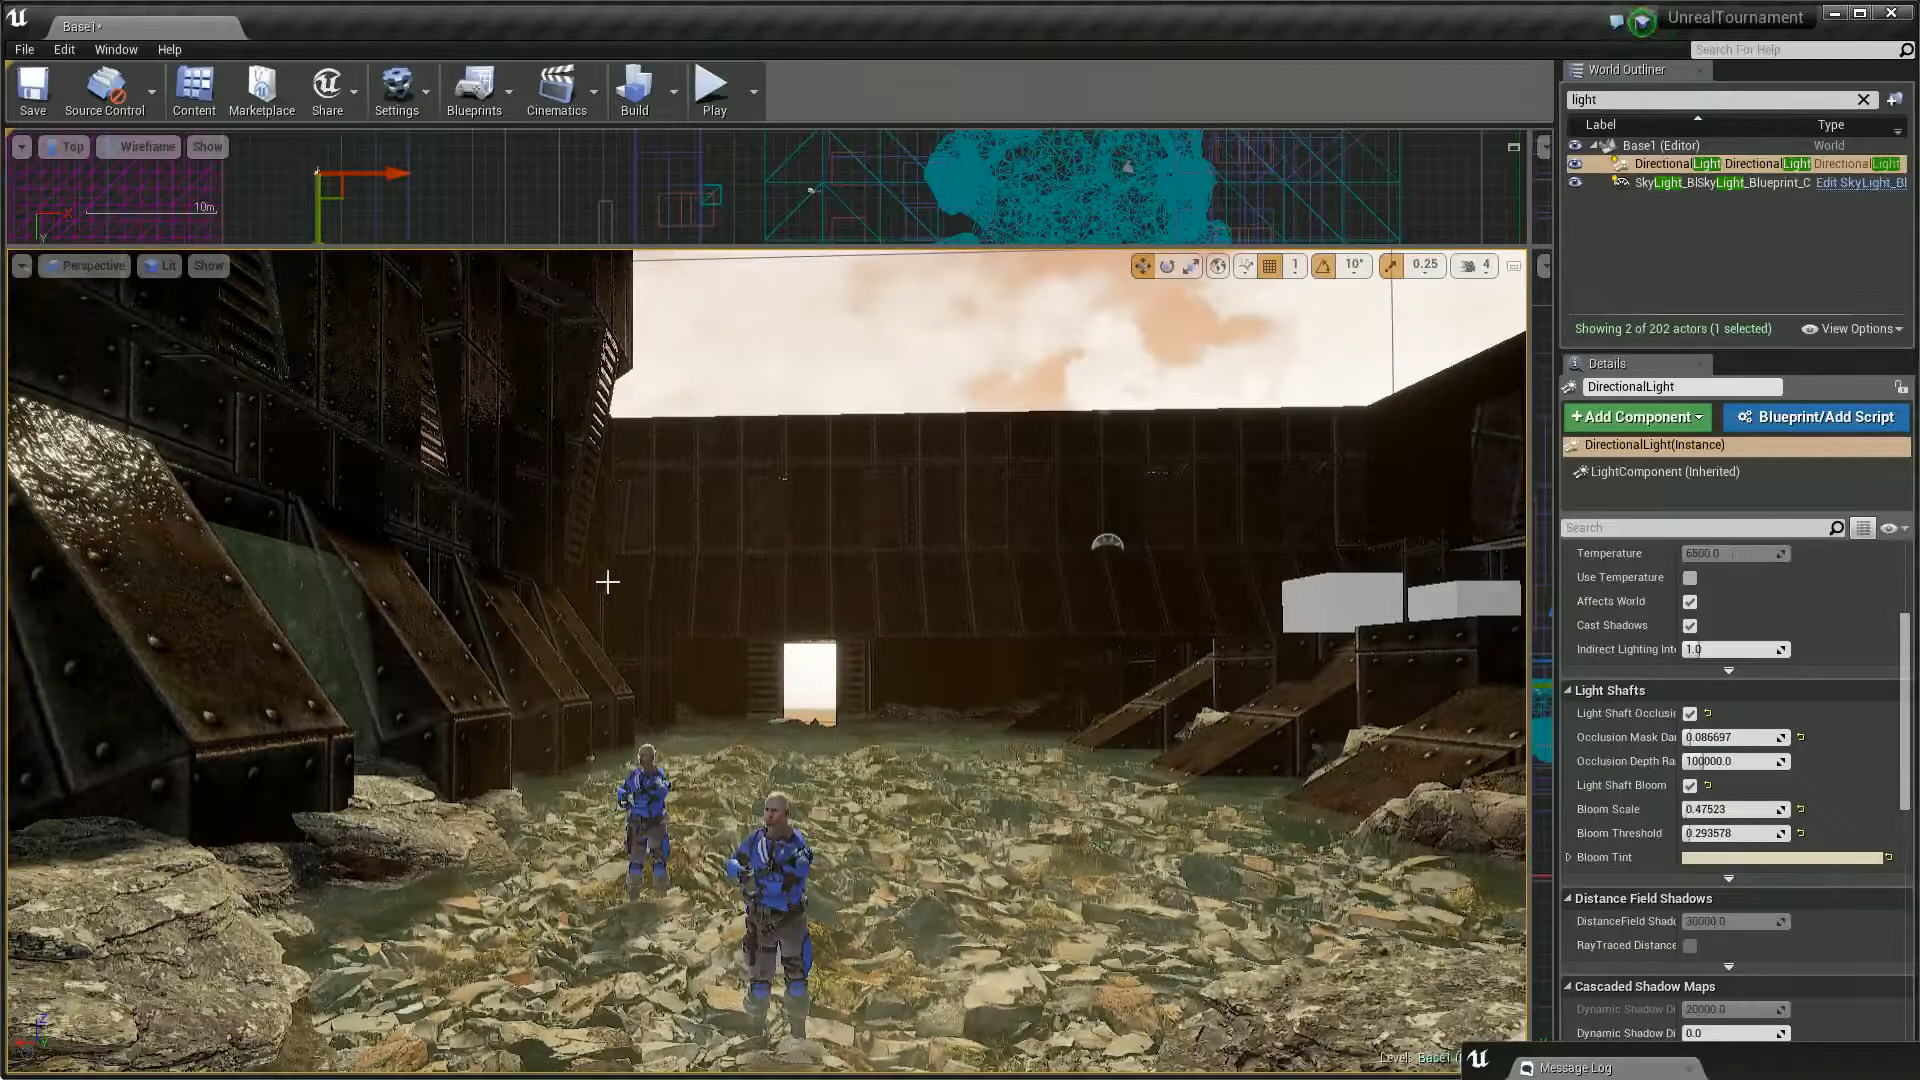 Base1*
UnrealTournament
File Edit Window Help
Search For Help
Save Source Control Content Marketplace Share Settings Blueprints Cinematics Build Play
World Outliner
light
Label Type
Base1 (Editor) World
DirectionalLight DirectionalLight DirectionalLight
SkyLight_BlSkyLight_Blueprint_C Edit SkyLight_Bl
Showing 2 of 202 actors (1 selected) View Options
Top Wireframe Show
10m
X
Y
Perspective Lit Show
1 10° 0.25 4
Details
DirectionalLight
+Add Component Blueprint/Add Script
DirectionalLight(Instance)
LightComponent (Inherited)
Search
Temperature 6500.0
Use Temperature
Affects World
Cast Shadows
Indirect Lighting Inte 1.0
Light Shafts
Light Shaft Occlusio
Occlusion Mask Dar 0.086697
Occlusion Depth Ra 100000.0
Light Shaft Bloom
Bloom Scale 0.47523
Bloom Threshold 0.293578
Bloom Tint
Distance Field Shadows
DistanceField Shado 30000.0
RayTraced Distance
Cascaded Shadow Maps
Dynamic Shadow Di 20000.0
Dynamic Shadow Di 0.0
Z
Y
Level: Base1 (
Message Log